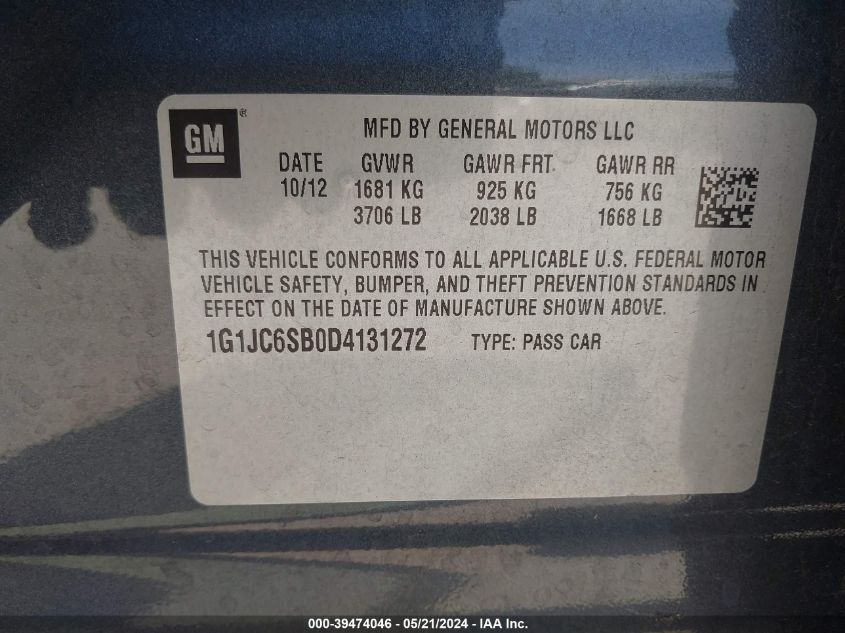 GM®
MFD BY GENERAL MOTORS LLC
DATE GVWR GAWR FRT. GAWR RR
10/12 1681 KG 925 KG 756 KG
3706 LB 2038 LB 1668 LB
THIS VEHICLE CONFORMS TO ALL APPLICABLE U.S. FEDERAL MOTOR
VEHICLE SAFETY, BUMPER, AND THEFT PREVENTION STANDARDS IN
EFFECT ON THE DATE OF MANUFACTURE SHOWN ABOVE.
1G1JC6SB0D4131272 TYPE: PASS CAR
000-39474046 — 05/21/2024 — IAA Inc.